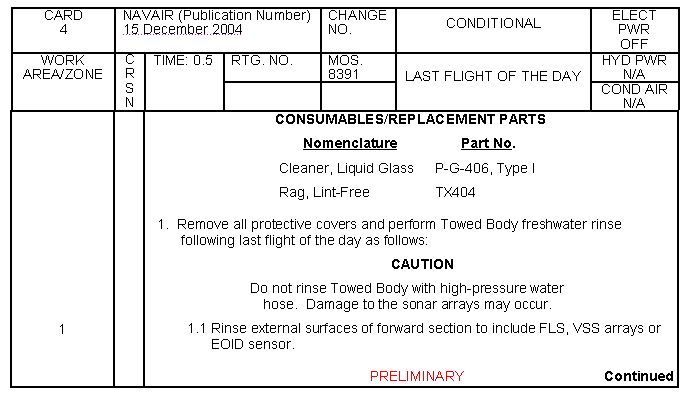 CARD
4
NAVAIR (Publication Number)
15 December 2004
CHANGE
NO.
CONDITIONAL
ELECT
PWR
OFF
WORK
AREA/ZONE
C
R
S
N
TIME: 0.5
RTG. NO.
MOS.
8391
LAST FLIGHT OF THE DAY
HYD PWR
N/A
COND AIR
N/A
CONSUMABLES/REPLACEMENT PARTS
Nomenclature Part No.
Cleaner, Liquid Glass P-G-406, Type I
Rag, Lint-Free TX404
1. Remove all protective covers and perform Towed Body freshwater rinse
following last flight of the day as follows:
CAUTION
Do not rinse Towed Body with high-pressure water
hose. Damage to the sonar arrays may occur.
1 1.1 Rinse external surfaces of forward section to include FLS, VSS arrays or
EOID sensor.
PRELIMINARY Continued